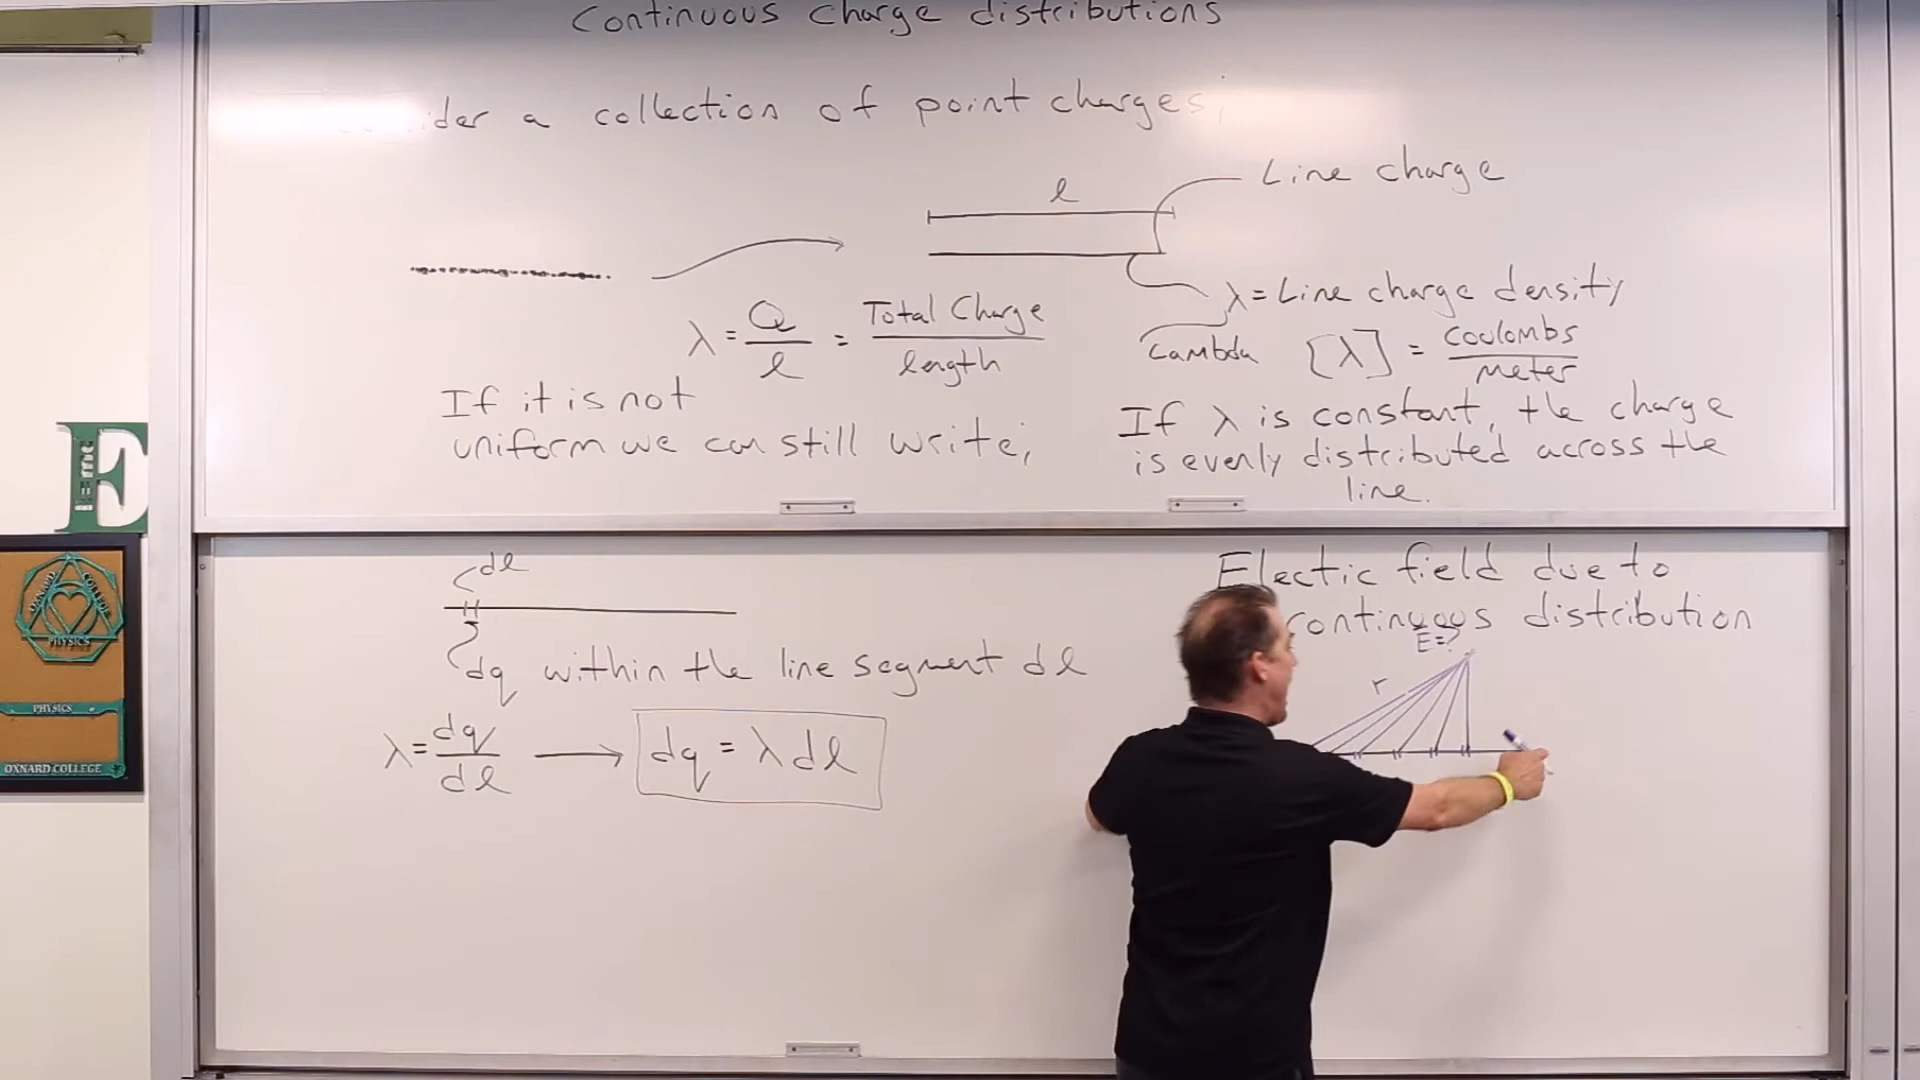 Continuous charge distributions
der a collection of point charges;
l
Line charge
λ = Q/l = Total Charge/length
λ = Line charge density
Lambda [λ] = coulombs/meter
If it is not
uniform we can still write;
If λ is constant, the charge
is evenly distributed across the
line.
dl
dq within the line segment dl
λ = dq/dl → dq = λ dl
Electic field due to
continuous distribution
E=?
r
E
OXNARD
COLLEGE
PHYSICS
PHYSICS
OXNARD COLLEGE